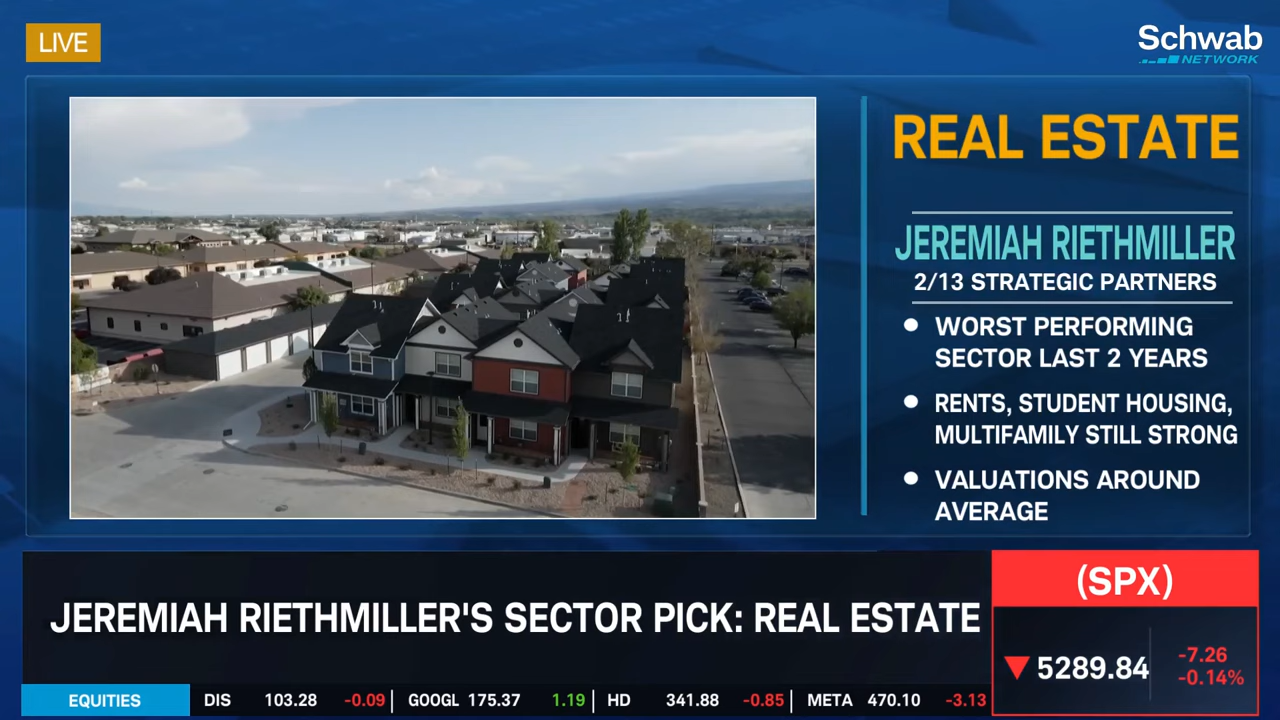 LIVE
Schwab
NETWORK
REAL ESTATE
JEREMIAH RIETHMILLER
2/13 STRATEGIC PARTNERS
• WORST PERFORMING
SECTOR LAST 2 YEARS
• RENTS, STUDENT HOUSING,
MULTIFAMILY STILL STRONG
• VALUATIONS AROUND
AVERAGE
JEREMIAH RIETHMILLER'S SECTOR PICK: REAL ESTATE
(SPX)
▼ 5289.84
-7.26
-0.14%
EQUITIES DIS 103.28 -0.09 GOOGL 175.37 1.19 HD 341.88 -0.85 META 470.10 -3.13